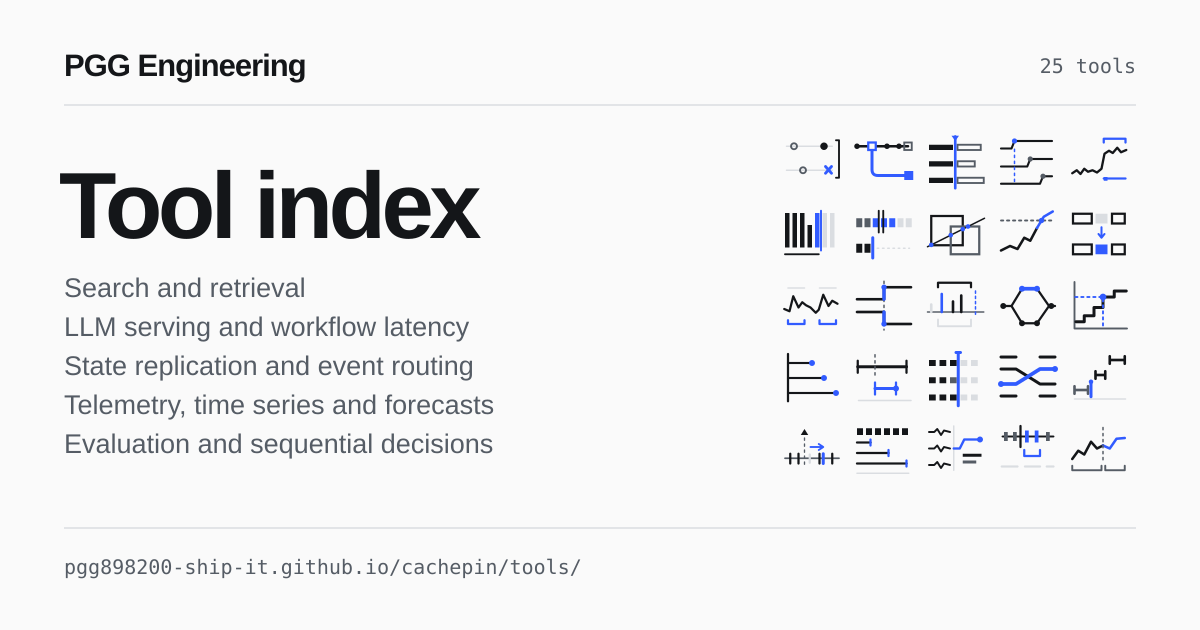 PGG Engineering
25 tools
Tool index
Search and retrieval
LLM serving and workflow latency
State replication and event routing
Telemetry, time series and forecasts
Evaluation and sequential decisions
pgg898200-ship-it.github.io/cachepin/tools/